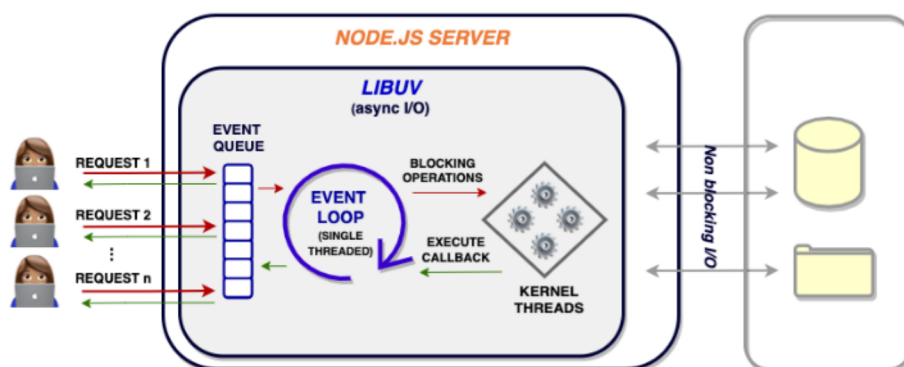 NODE.JS SERVER
LIBUV
(async I/O)
EVENT
QUEUE
REQUEST 1
REQUEST 2
⋮
REQUEST n
EVENT
LOOP
(SINGLE
THREADED)
BLOCKING
OPERATIONS
EXECUTE
CALLBACK
KERNEL
THREADS
Non blocking I/O